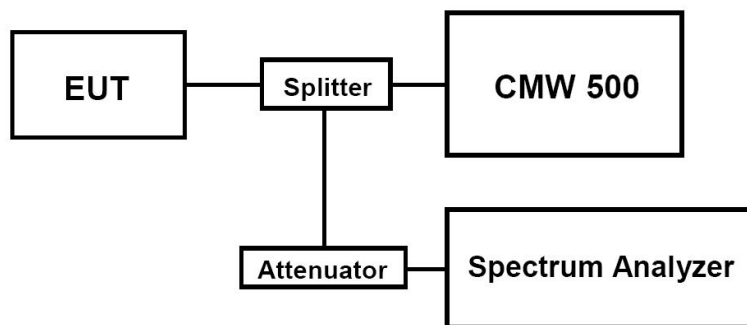 EUT
Splitter
CMW 500
Attenuator
Spectrum Analyzer